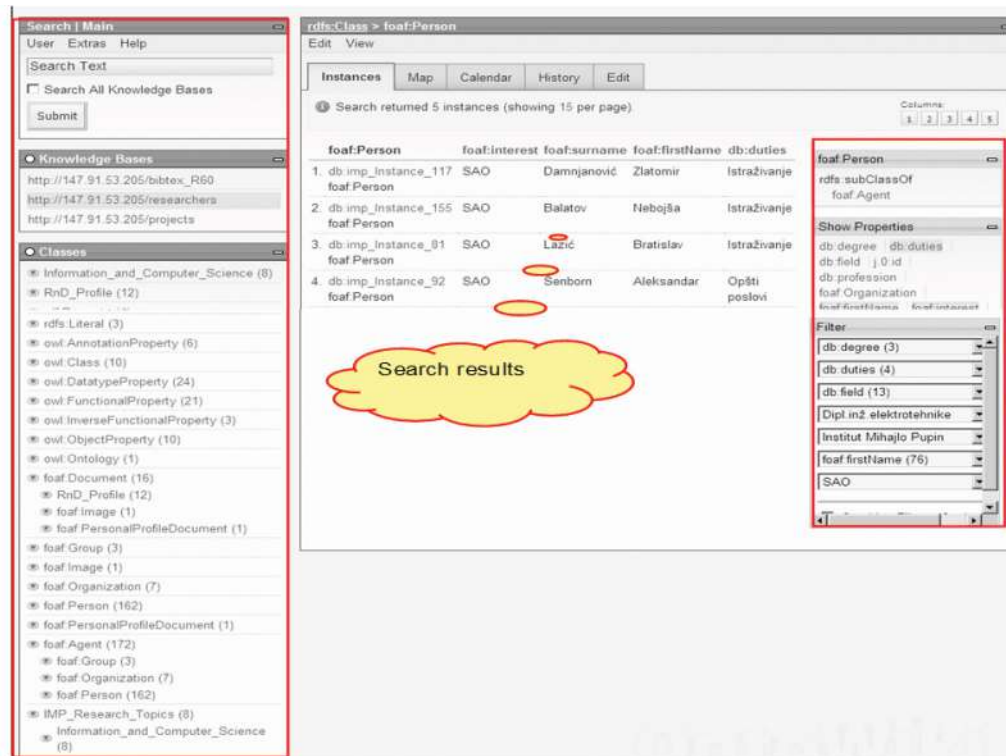 Search | Main
User Extras Help
Search Text
Search All Knowledge Bases
Submit
Knowledge Bases
http://147.91.53.205/bibtex_R60
http://147.91.53.205/researchers
http://147.91.53.205/projects
Classes
Information_and_Computer_Science (8)
RnD_Profile (12)
rdfs:Literal (3)
owl:AnnotationProperty (6)
owl:Class (10)
owl:DatatypeProperty (24)
owl:FunctionalProperty (21)
owl:InverseFunctionalProperty (3)
owl:ObjectProperty (10)
owl:Ontology (1)
foaf:Document (16)
RnD_Profile (12)
foaf:Image (1)
foaf:PersonalProfileDocument (1)
foaf:Group (3)
foaf:Image (1)
foaf:Organization (7)
foaf:Person (162)
foaf:PersonalProfileDocument (1)
foaf:Agent (172)
foaf:Group (3)
foaf:Organization (7)
foaf:Person (162)
IMP_Research_Topics (8)
Information_and_Computer_Science
(8)
rdfs:Class > foaf:Person
Edit View
Instances Map Calendar History Edit
Search returned 5 instances (showing 15 per page).
Columns:
1 2 3 4 5
foaf:Person foaf:interest foaf:surname foaf:firstName db:duties
1. db:imp_Instance_117 SAO Damnjanović Zlatomir Istraživanje
foaf:Person
2. db:imp_Instance_155 SAO Balatov Nebojša Istraživanje
foaf:Person
3. db:imp_Instance_81 SAO Lazić Bratislav Istraživanje
foaf:Person
4. db:imp_Instance_92 SAO Senborn Aleksandar Opšti
foaf:Person poslovi
Search results
foaf:Person
rdfs:subClassOf
foaf:Agent
Show Properties
db:degree db:duties
db:field j.0:id
db:profession
foaf:Organization
foaf:firstName foaf:interest
Filter
db:degree (3)
db:duties (4)
db:field (13)
Dipl.inž.elektrotehnike
Institut Mihajlo Pupin
foaf:firstName (76)
SAO